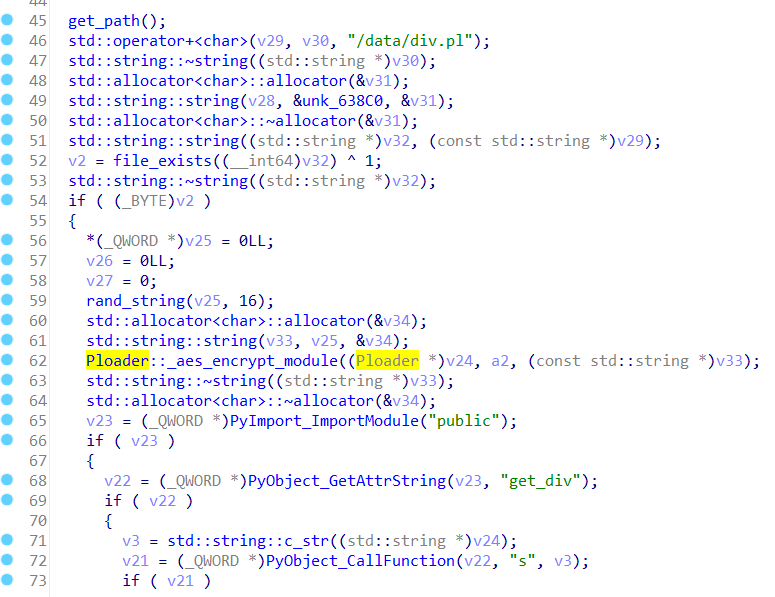 44
45 get_path();
46 std::operator+<char>(v29, v30, "/data/div.pl");
47 std::string::~string((std::string *)v30);
48 std::allocator<char>::allocator(&v31);
49 std::string::string(v28, &unk_638C0, &v31);
50 std::allocator<char>::~allocator(&v31);
51 std::string::string((std::string *)v32, (const std::string *)v29);
52 v2 = file_exists((__int64)v32) ^ 1;
53 std::string::~string((std::string *)v32);
54 if ( (_BYTE)v2 )
55 {
56 *(_QWORD *)v25 = 0LL;
57 v26 = 0LL;
58 v27 = 0;
59 rand_string(v25, 16);
60 std::allocator<char>::allocator(&v34);
61 std::string::string(v33, v25, &v34);
62 Ploader::_aes_encrypt_module((Ploader *)v24, a2, (const std::string *)v33);
63 std::string::~string((std::string *)v33);
64 std::allocator<char>::~allocator(&v34);
65 v23 = (_QWORD *)PyImport_ImportModule("public");
66 if ( v23 )
67 {
68 v22 = (_QWORD *)PyObject_GetAttrString(v23, "get_div");
69 if ( v22 )
70 {
71 v3 = std::string::c_str((std::string *)v24);
72 v21 = (_QWORD *)PyObject_CallFunction(v22, "s", v3);
73 if ( v21 )